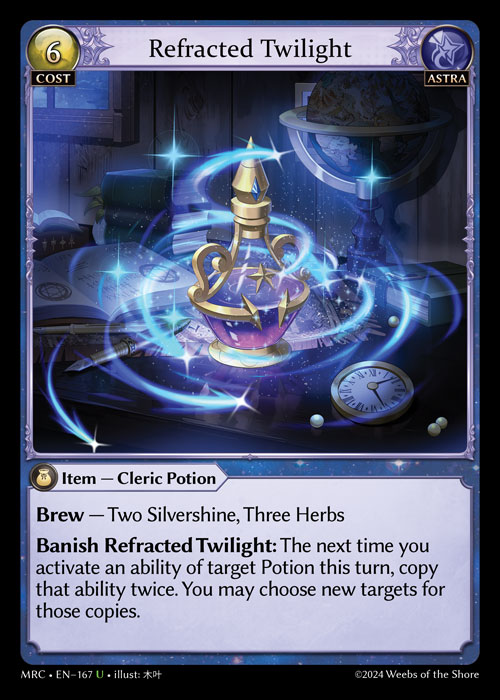 6
Refracted Twilight
COST
ASTRA
Item — Cleric Potion
Brew — Two Silvershine, Three Herbs
Banish Refracted Twilight: The next time you
activate an ability of target Potion this turn, copy
that ability twice. You may choose new targets for
those copies.
MRC • EN–167 U • illust: 木叶
©2024 Weebs of the Shore